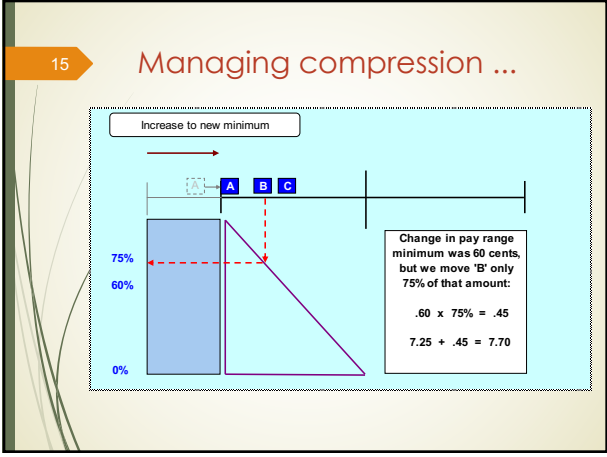 15
Managing compression ...
Increase to new minimum
A
A
B
C
75%
60%
0%
Change in pay range
minimum was 60 cents,
but we move 'B' only
75% of that amount:
.60 x 75% = .45
7.25 + .45 = 7.70